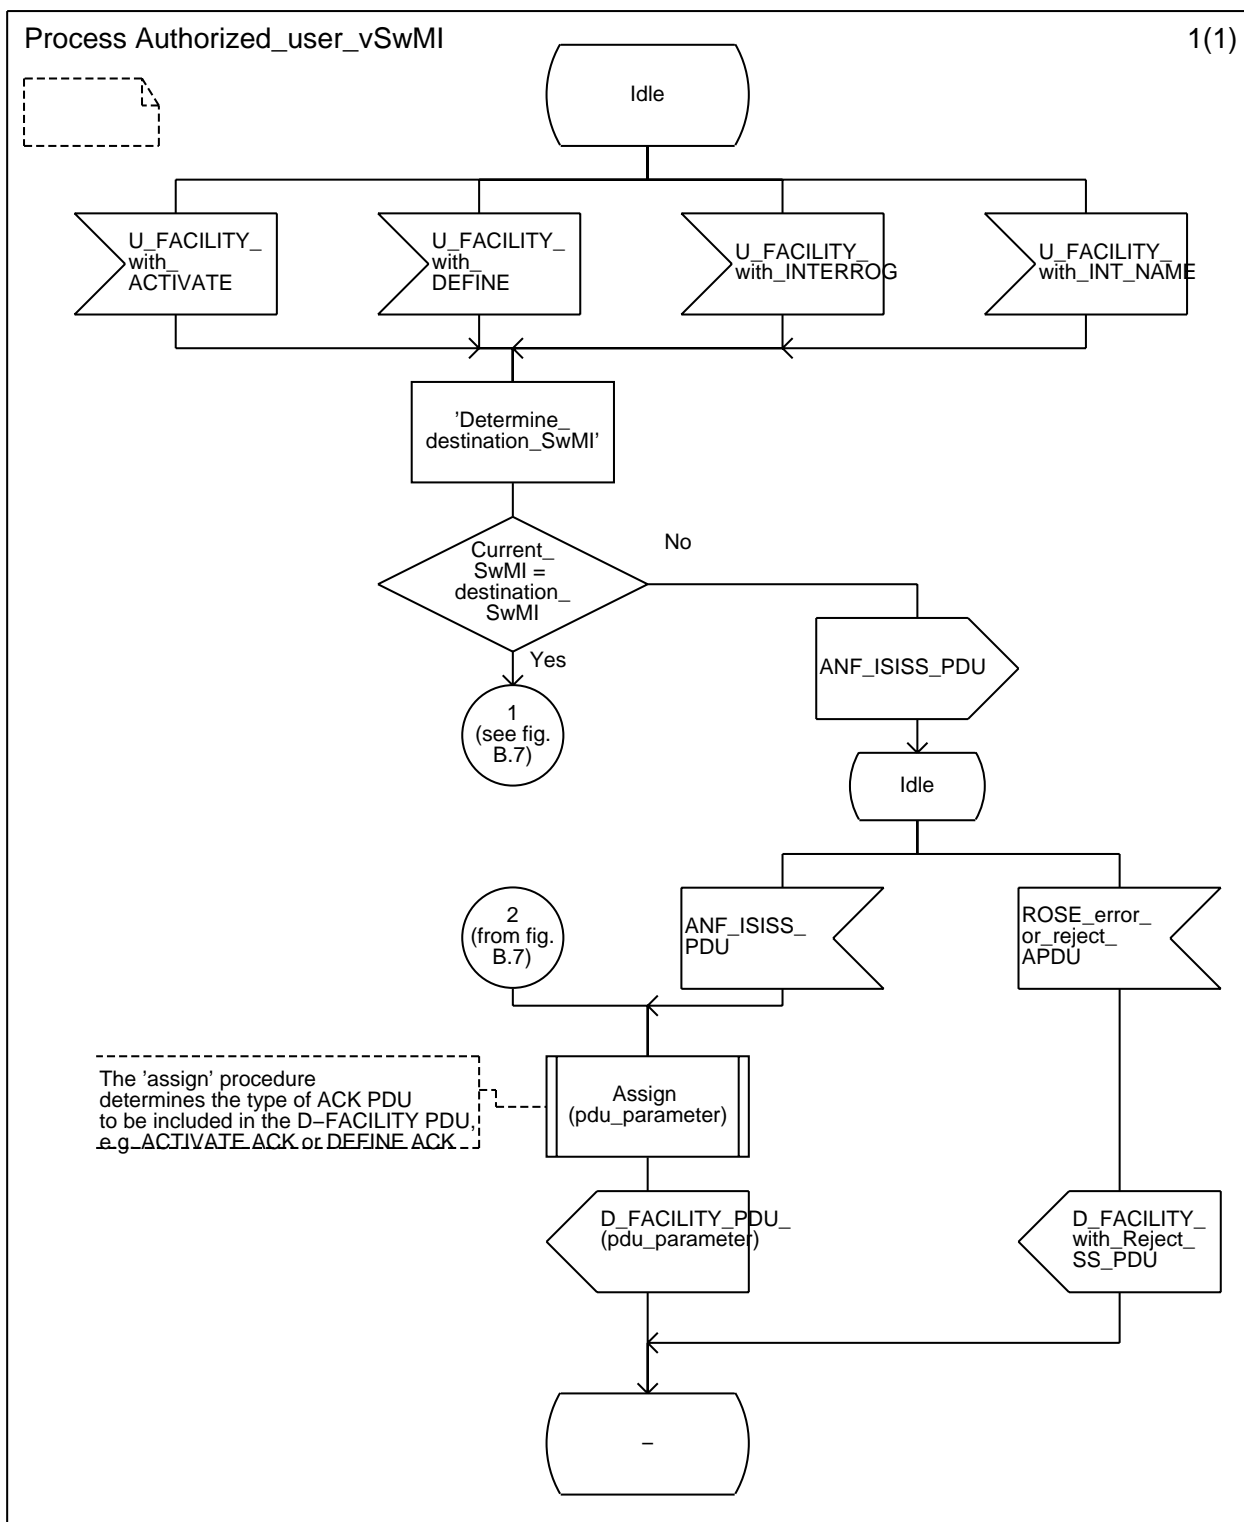 Process Authorized_user_vSwMI
1(1)
Idle
U_FACILITY_
with_
ACTIVATE
U_FACILITY_
with_
DEFINE
U_FACILITY_
with_INTERROG
U_FACILITY_
with_INT_NAME
’Determine_
destination_SwMI’
Current_
SwMI =
destination_
SwMI
No
Yes
ANF_ISISS_PDU
1
(see fig.
B.7)
Idle
2
(from fig.
B.7)
ANF_ISISS_
PDU
ROSE_error_
or_reject_
APDU
The ’assign’ procedure
determines the type of ACK PDU
to be included in the D−FACILITY PDU,
e.g. ACTIVATE ACK or DEFINE ACK
Assign
(pdu_parameter)
D_FACILITY_PDU_
(pdu_parameter)
D_FACILITY_
with_Reject_
SS_PDU
−